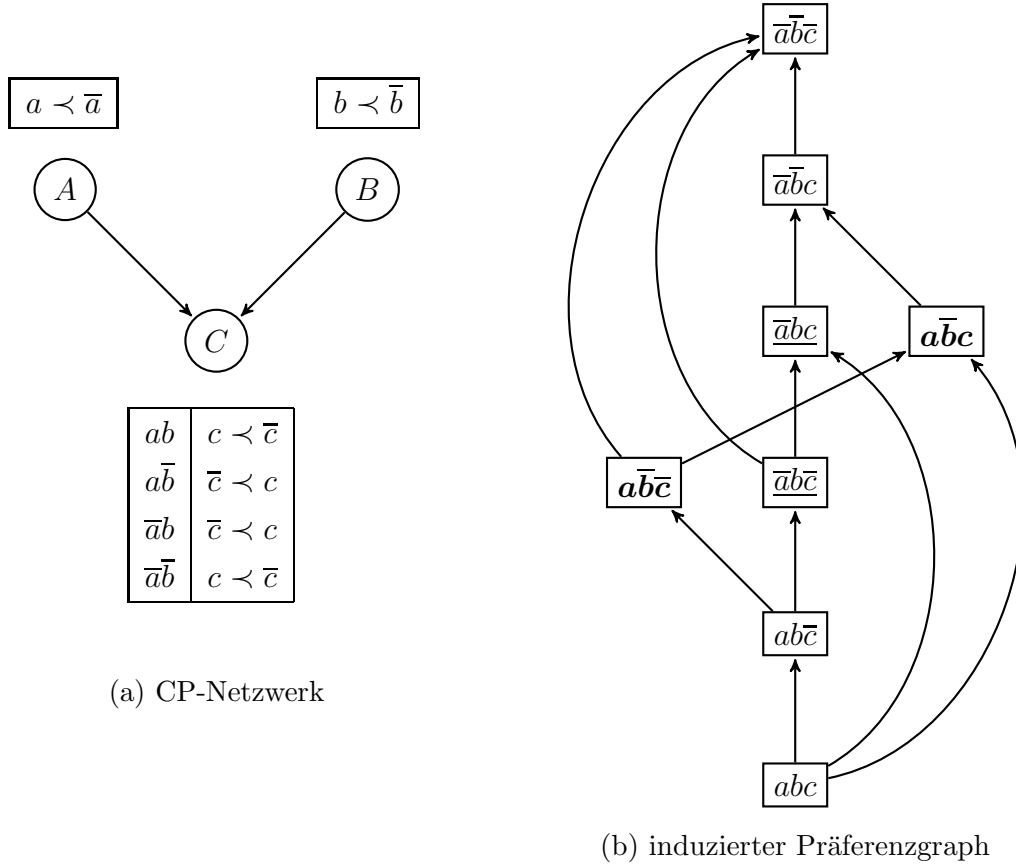 a ≺ a̅
b ≺ b̅
A
B
C
ab c ≺ c̅
ab̅ c̅ ≺ c
a̅b c̅ ≺ c
a̅b̅ c ≺ c̅
(a) CP-Netzwerk
a̅b̅c̅
a̅b̅c
a̅bc
ab̅c
ab̅c̅
a̅bc̅
abc̅
abc
(b) induzierter Präferenzgraph